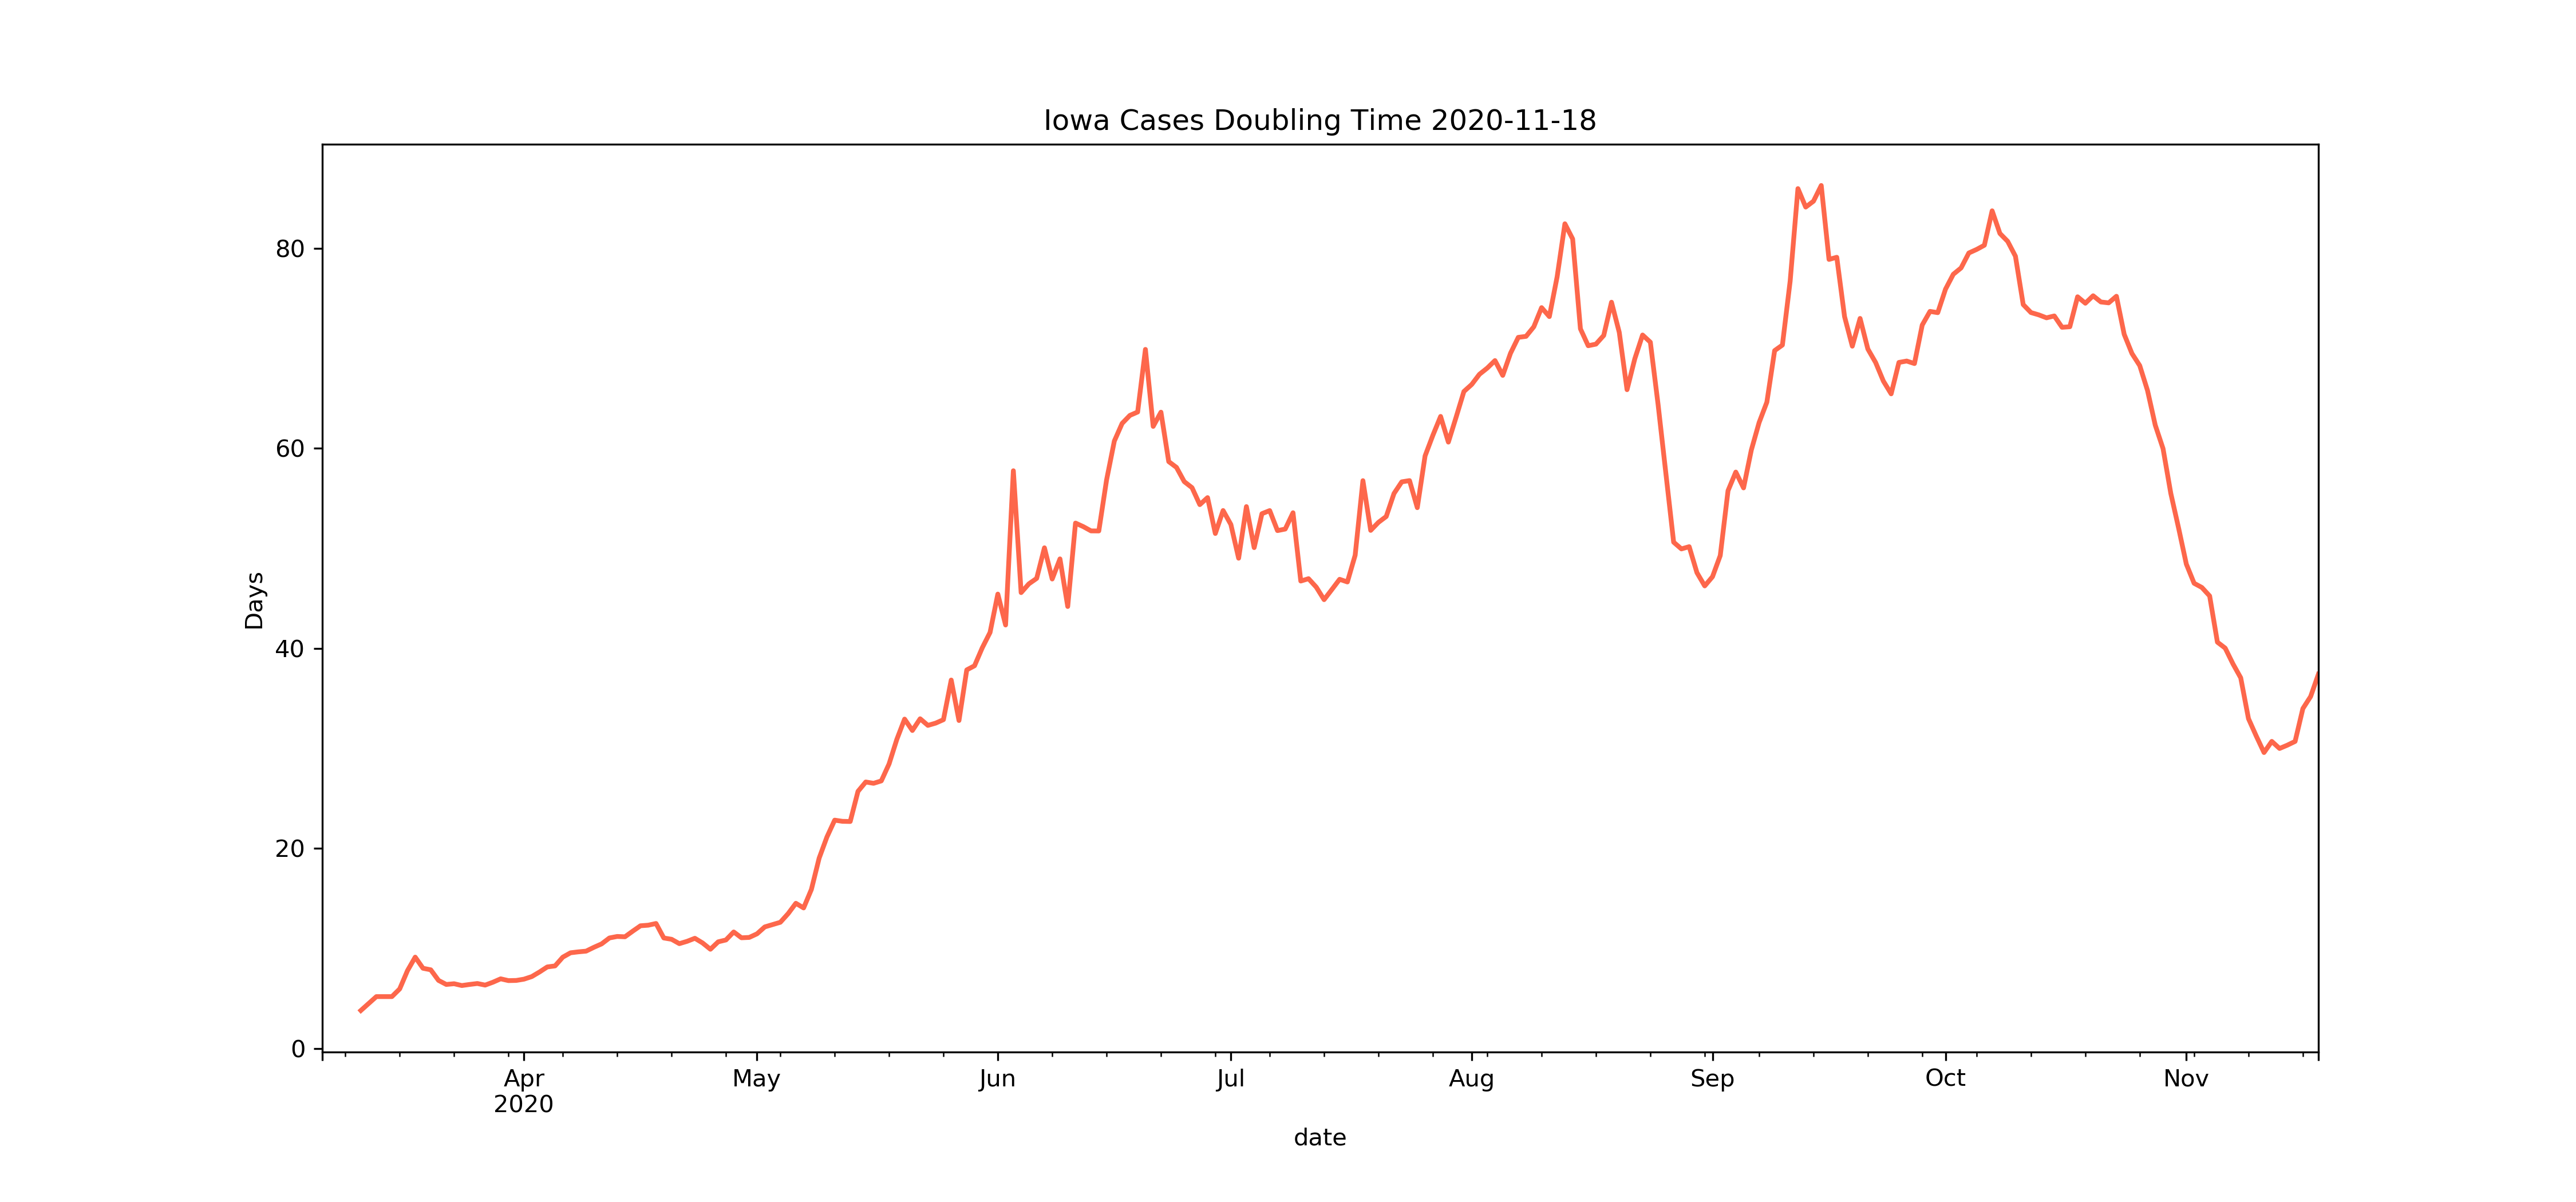 Iowa Cases Doubling Time 2020-11-18
Days
80
60
40
20
0
Apr May Jun Jul Aug Sep Oct Nov
2020
date